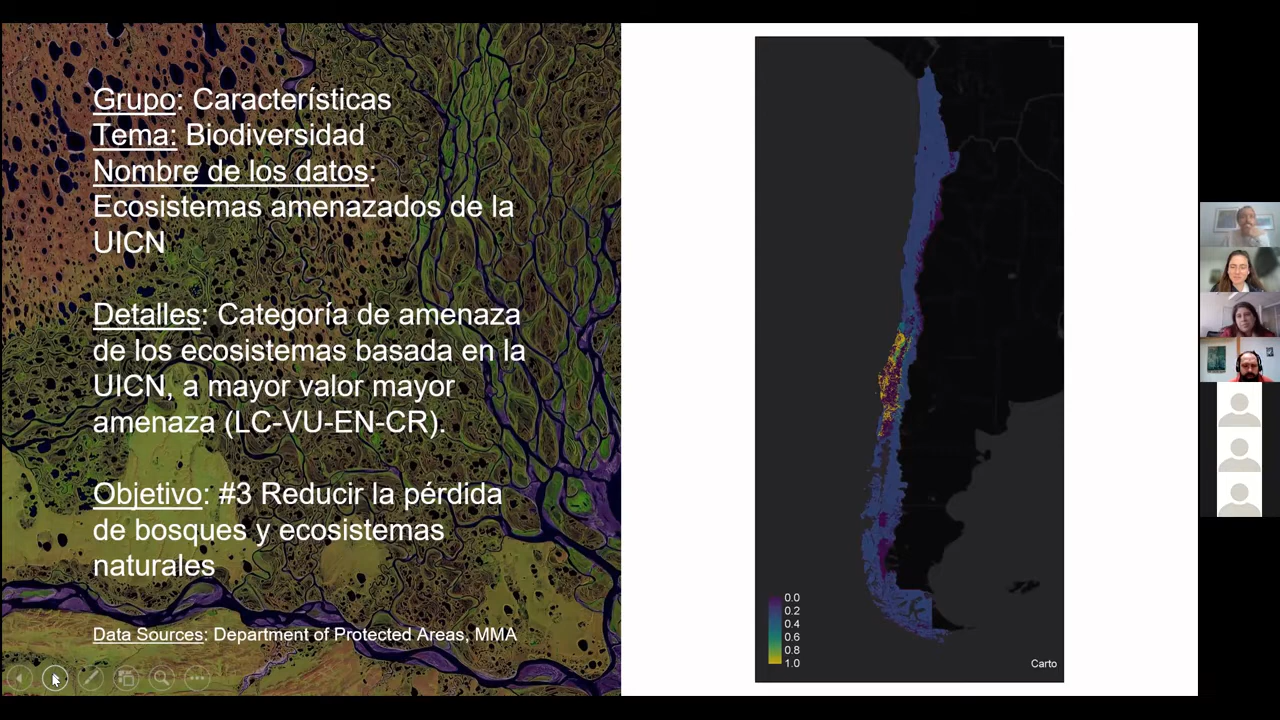 Grupo: Características
Tema: Biodiversidad
Nombre de los datos:
Ecosistemas amenazados de la
UICN
Detalles: Categoría de amenaza
de los ecosistemas basada en la
UICN, a mayor valor mayor
amenaza (LC-VU-EN-CR).
Objetivo: #3 Reducir la pérdida
de bosques y ecosistemas
naturales
Data Sources: Department of Protected Areas, MMA
0.0
0.2
0.4
0.6
0.8
1.0
Carto